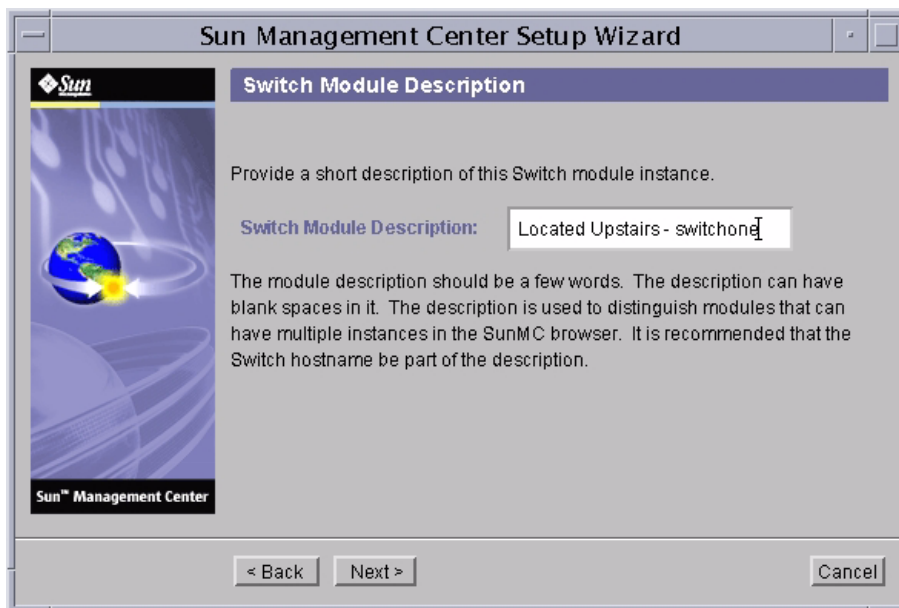 Sun Management Center Setup Wizard
Sun
Switch Module Description
Provide a short description of this Switch module instance.
Switch Module Description:
Located Upstairs - switchone
The module description should be a few words. The description can have
blank spaces in it. The description is used to distinguish modules that can
have multiple instances in the SunMC browser. It is recommended that the
Switch hostname be part of the description.
Sun™ Management Center
< Back
Next >
Cancel